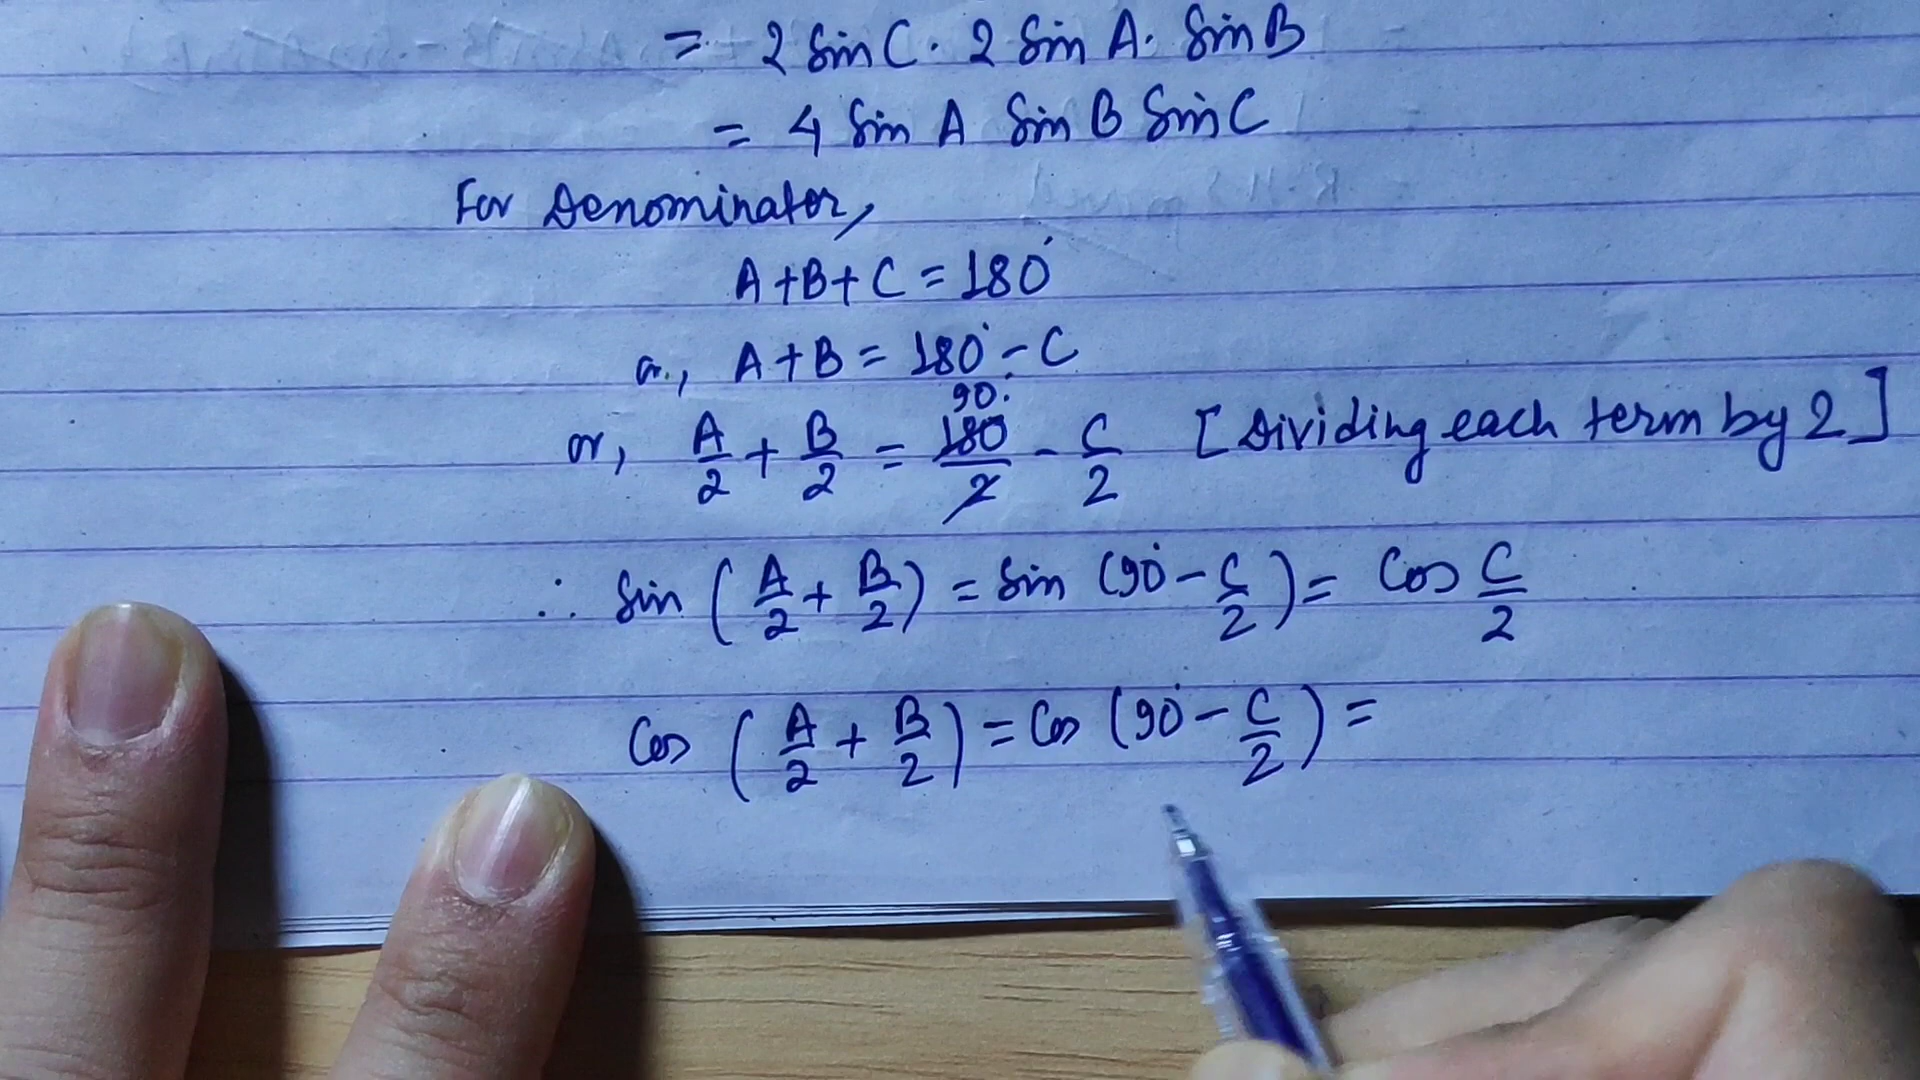 = 2 Sin C . 2 Sin A . Sin B
= 4 Sin A Sin B Sin C
For Denominator,
A + B + C = 180°
or, A + B = 180° - C
or, A/2 + B/2 = 180/2 90° - C/2 [Dividing each term by 2]
∴ Sin (A/2 + B/2) = Sin (90° - C/2) = Cos C/2
Cos (A/2 + B/2) = Cos (90° - C/2) =